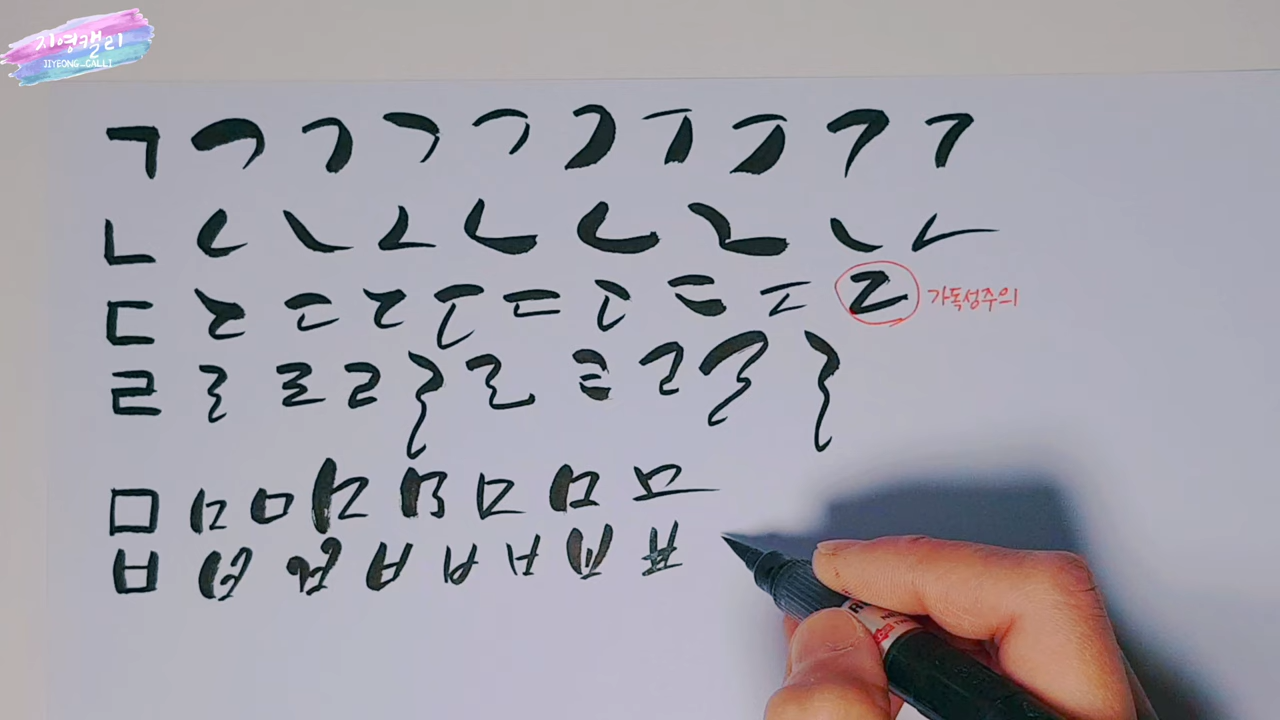 지영캘리
JIYEONG_CALLI
ㄱ ㄱ ㄱ ㄱ ㄱ ㄱ ㄱ ㄱ ㄱ ㄱ
ㄴ ㄴ ㄴ ㄴ ㄴ ㄴ ㄴ ㄴ ㄴ
ㄷ ㄷ ㄷ ㄷ ㄷ ㄷ ㄷ ㄷ ㄷ ㄷ 가독성주의
ㄹ ㄹ ㄹ ㄹ ㄹ ㄹ ㄹ ㄹ ㄹ ㄹ
ㅁ ㅁ ㅁ ㅁ ㅁ ㅁ ㅁ ㅁ
ㅂ ㅂ ㅂ ㅂ ㅂ ㅂ ㅂ ㅂ